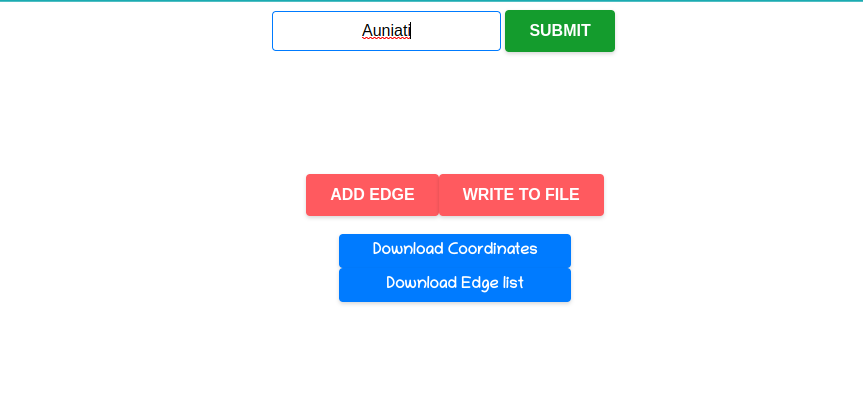 Auniati SUBMIT
ADD EDGE WRITE TO FILE
Download Coordinates
Download Edge list